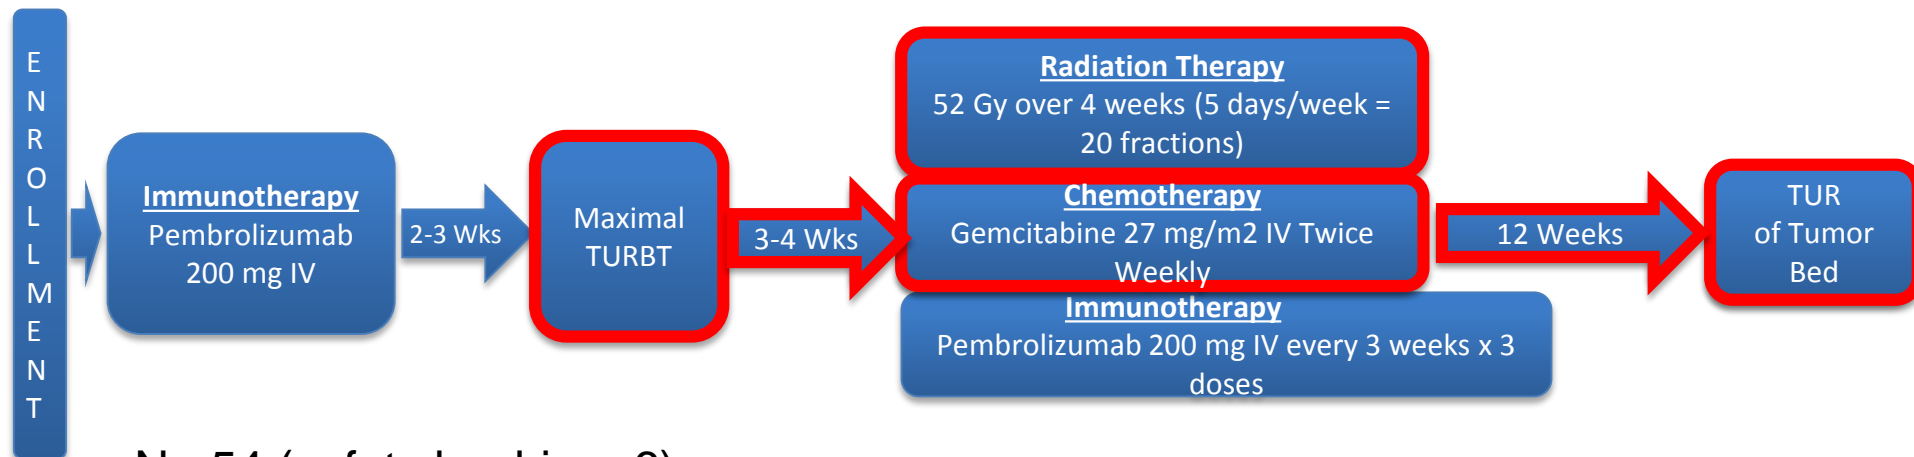 E
N
R
O
L
L
M
E
N
T
Immunotherapy
Pembrolizumab
200 mg IV
2-3 Wks
Maximal
TURBT
3-4 Wks
Radiation Therapy
52 Gy over 4 weeks (5 days/week =
20 fractions)
Chemotherapy
Gemcitabine 27 mg/m2 IV Twice
Weekly
Immunotherapy
Pembrolizumab 200 mg IV every 3 weeks x 3
doses
12 Weeks
TUR
of Tumor
Bed